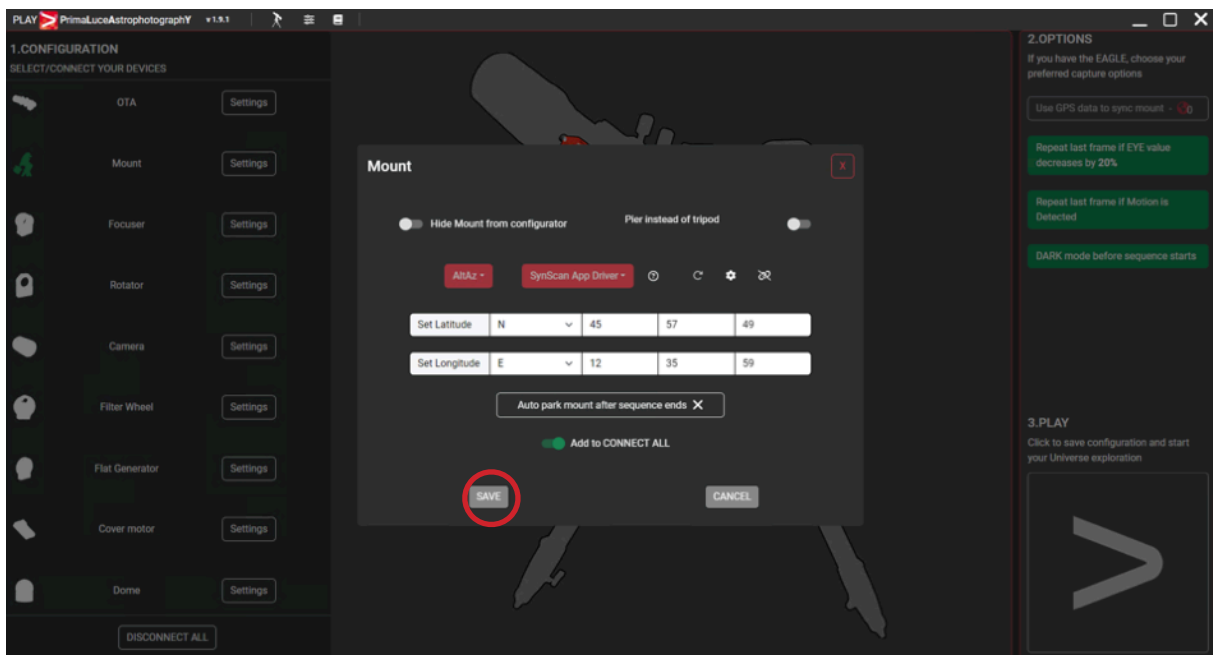 PLAY PrimaLuceAstrophotographY v 1.9.1
1.CONFIGURATION
SELECT/CONNECT YOUR DEVICES
OTA Settings
Mount Settings
Focuser Settings
Rotator Settings
Camera Settings
Filter Wheel Settings
Flat Generator Settings
Cover motor Settings
Dome Settings
DISCONNECT ALL
Mount
X
Hide Mount from configurator Pier instead of tripod
AltAz SynScan App Driver
Set Latitude N 45 57 49
Set Longitude E 12 35 59
Auto park mount after sequence ends X
Add to CONNECT ALL
SAVE CANCEL
2.OPTIONS
If you have the EAGLE, choose your
preferred capture options
Use GPS data to sync mount - 0
Repeat last frame if EYE value
decreases by 20%
Repeat last frame if Motion is
Detected
DARK mode before sequence starts
3.PLAY
Click to save configuration and start
your Universe exploration